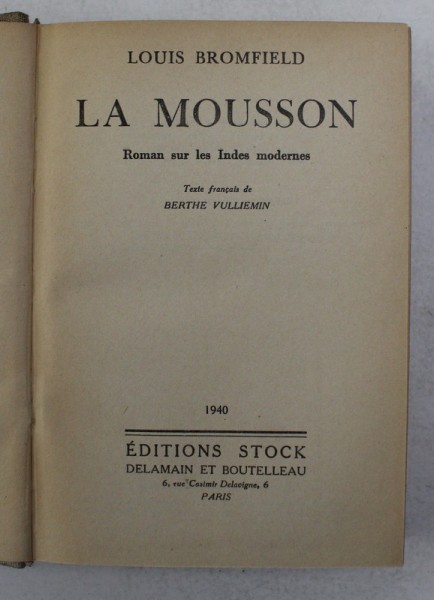 LOUIS BROMFIELD
LA MOUSSON
Roman sur les Indes modernes
Texte français de
BERTHE VULLIEMIN
1940
ÉDITIONS STOCK
DELAMAIN ET BOUTELLEAU
6, rue Casimir Delavigne, 6
PARIS